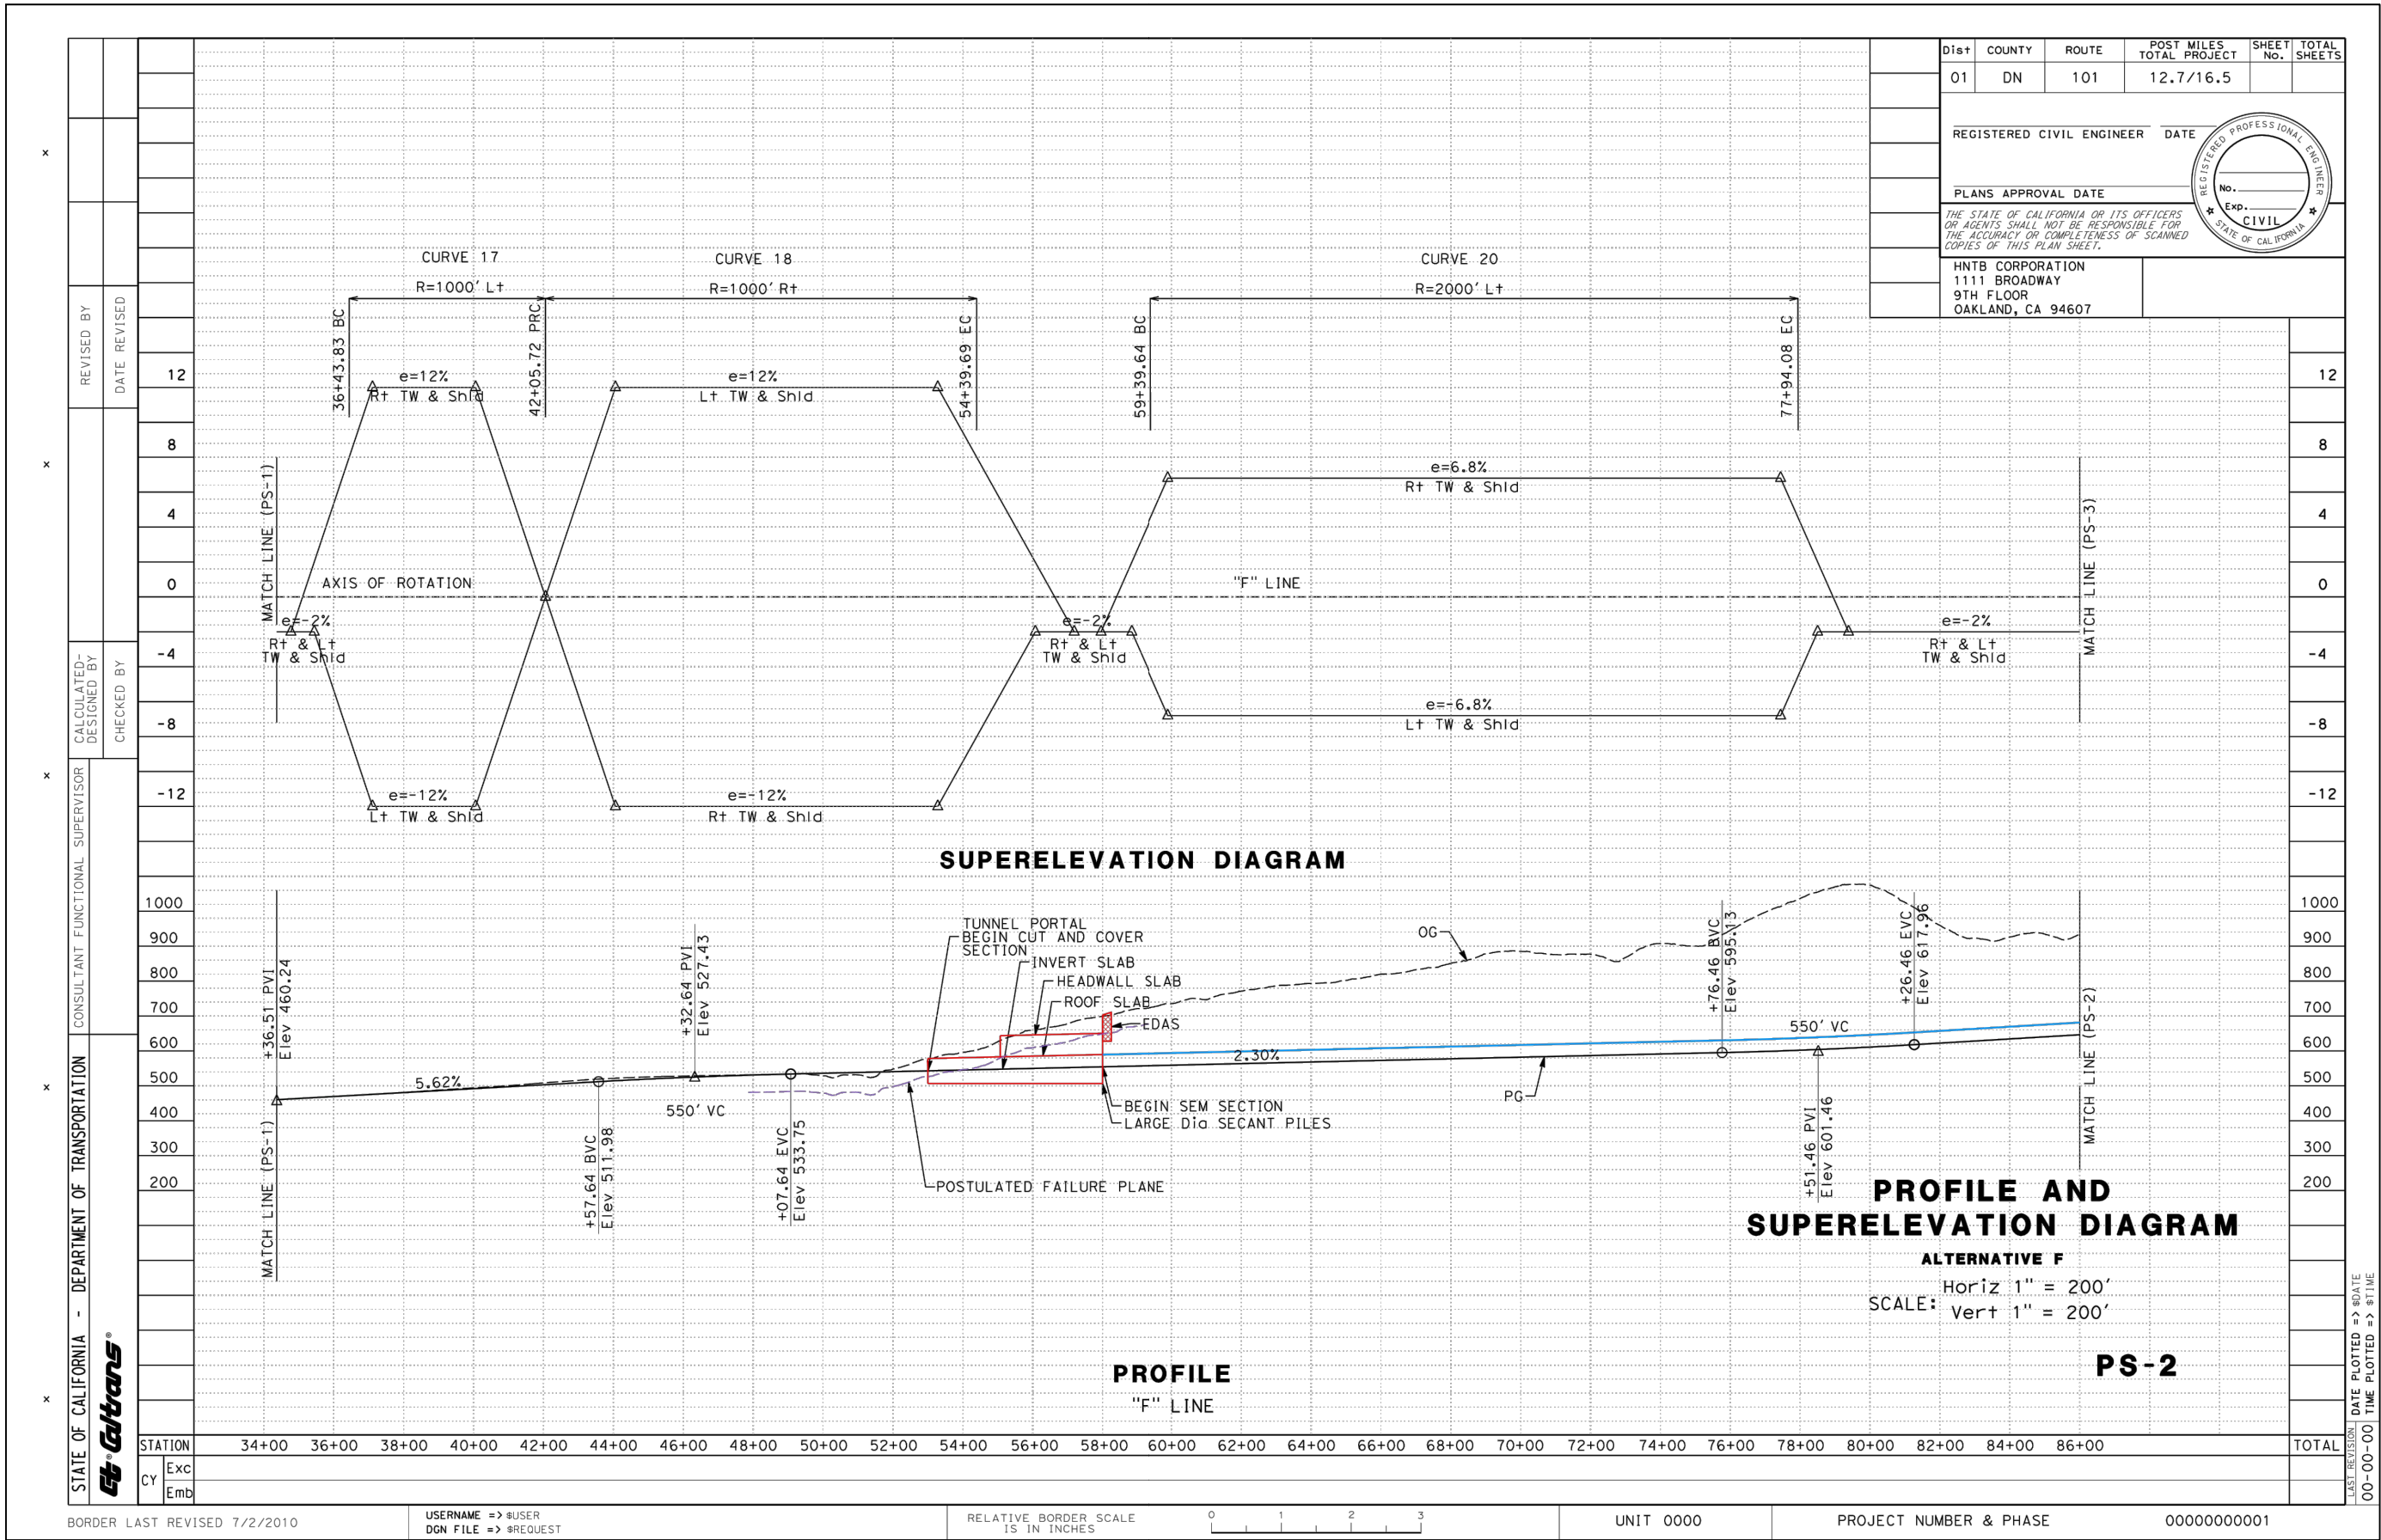 Dist COUNTY ROUTE POST MILES TOTAL PROJECT SHEET No. TOTAL SHEETS
01 DN 101 12.7/16.5
REGISTERED CIVIL ENGINEER DATE
PLANS APPROVAL DATE
REGISTERED PROFESSIONAL ENGINEER
No.
Exp.
CIVIL
STATE OF CALIFORNIA
THE STATE OF CALIFORNIA OR ITS OFFICERS
OR AGENTS SHALL NOT BE RESPONSIBLE FOR
THE ACCURACY OR COMPLETENESS OF SCANNED
COPIES OF THIS PLAN SHEET.
HNTB CORPORATION
1111 BROADWAY
9TH FLOOR
OAKLAND, CA 94607
CURVE 17
R=1000' Lt
CURVE 18
R=1000' Rt
CURVE 20
R=2000' Lt
36+43.83 BC
42+05.72 PRC
54+39.69 EC
59+39.64 BC
77+94.08 EC
12
8
4
0
-4
-8
-12
12
8
4
0
-4
-8
-12
e=12%
Rt TW & Shld
e=12%
Lt TW & Shld
e=6.8%
Rt TW & Shld
MATCH LINE (PS-1)
AXIS OF ROTATION
"F" LINE
MATCH LINE (PS-3)
e=-2%
Rt & Lt
TW & Shld
e=-2%
Rt & Lt
TW & Shld
e=-2%
Rt & Lt
TW & Shld
e=-6.8%
Lt TW & Shld
e=-12%
Lt TW & Shld
e=-12%
Rt TW & Shld
SUPERELEVATION DIAGRAM
1000
900
800
700
600
500
400
300
200
1000
900
800
700
600
500
400
300
200
MATCH LINE (PS-1)
+36.51 PVI
Elev 460.24
5.62%
+57.64 BVC
Elev 511.98
+32.64 PVI
Elev 527.43
550' VC
+07.64 EVC
Elev 533.75
TUNNEL PORTAL
BEGIN CUT AND COVER
SECTION
INVERT SLAB
HEADWALL SLAB
ROOF SLAB
EDAS
2.30%
BEGIN SEM SECTION
LARGE Dia SECANT PILES
POSTULATED FAILURE PLANE
OG
PG
+76.46 BVC
Elev 595.13
550' VC
+51.46 PVI
Elev 601.46
+26.46 EVC
Elev 617.96
MATCH LINE (PS-2)
PROFILE AND
SUPERELEVATION DIAGRAM
ALTERNATIVE F
SCALE:
Horiz 1" = 200'
Vert 1" = 200'
PS-2
PROFILE
"F" LINE
STATION 34+00 36+00 38+00 40+00 42+00 44+00 46+00 48+00 50+00 52+00 54+00 56+00 58+00 60+00 62+00 64+00 66+00 68+00 70+00 72+00 74+00 76+00 78+00 80+00 82+00 84+00 86+00 TOTAL
CY
Exc
Emb
REVISED BY
DATE REVISED
CALCULATED-
DESIGNED BY
CHECKED BY
CONSULTANT FUNCTIONAL SUPERVISOR
STATE OF CALIFORNIA - DEPARTMENT OF TRANSPORTATION
Caltrans
BORDER LAST REVISED 7/2/2010
USERNAME => $USER
DGN FILE => $REQUEST
RELATIVE BORDER SCALE
IS IN INCHES
0 1 2 3
UNIT 0000
PROJECT NUMBER & PHASE
00000000001
LAST REVISION
00-00-00
DATE PLOTTED => $DATE
TIME PLOTTED => $TIME